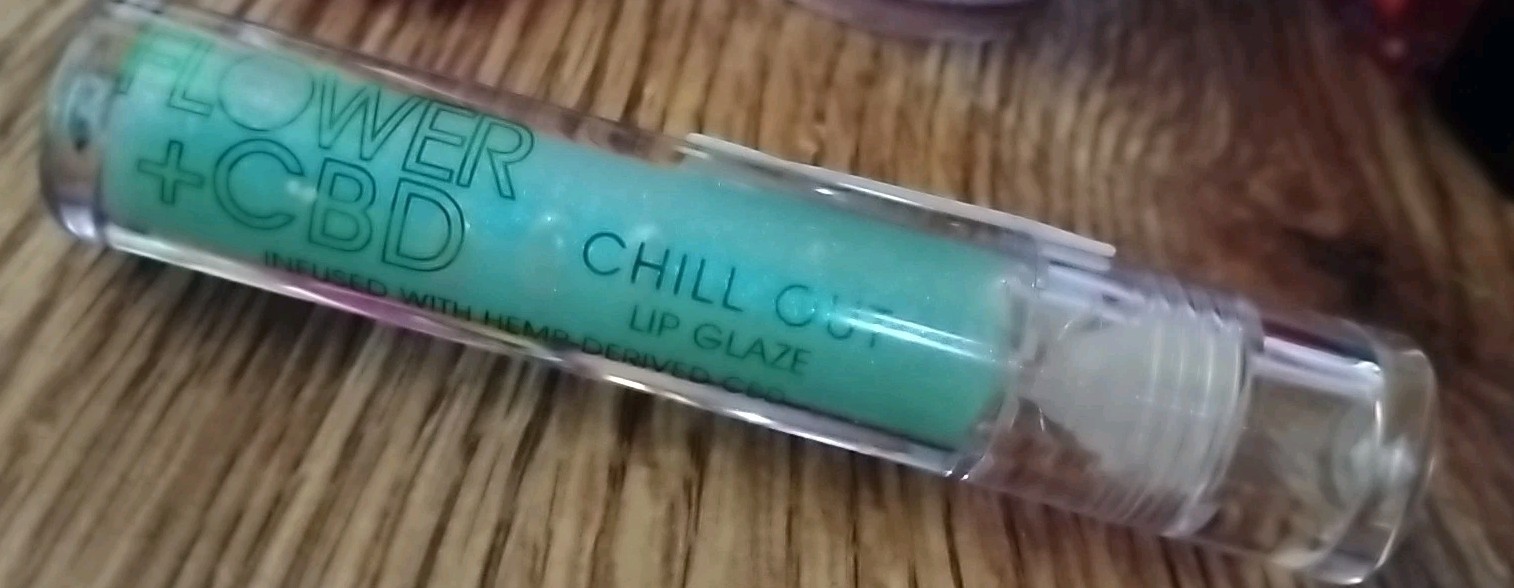 FLOWER
+CBD
CHILL OUT
LIP GLAZE
INFUSED WITH HEMP-DERIVED CBD